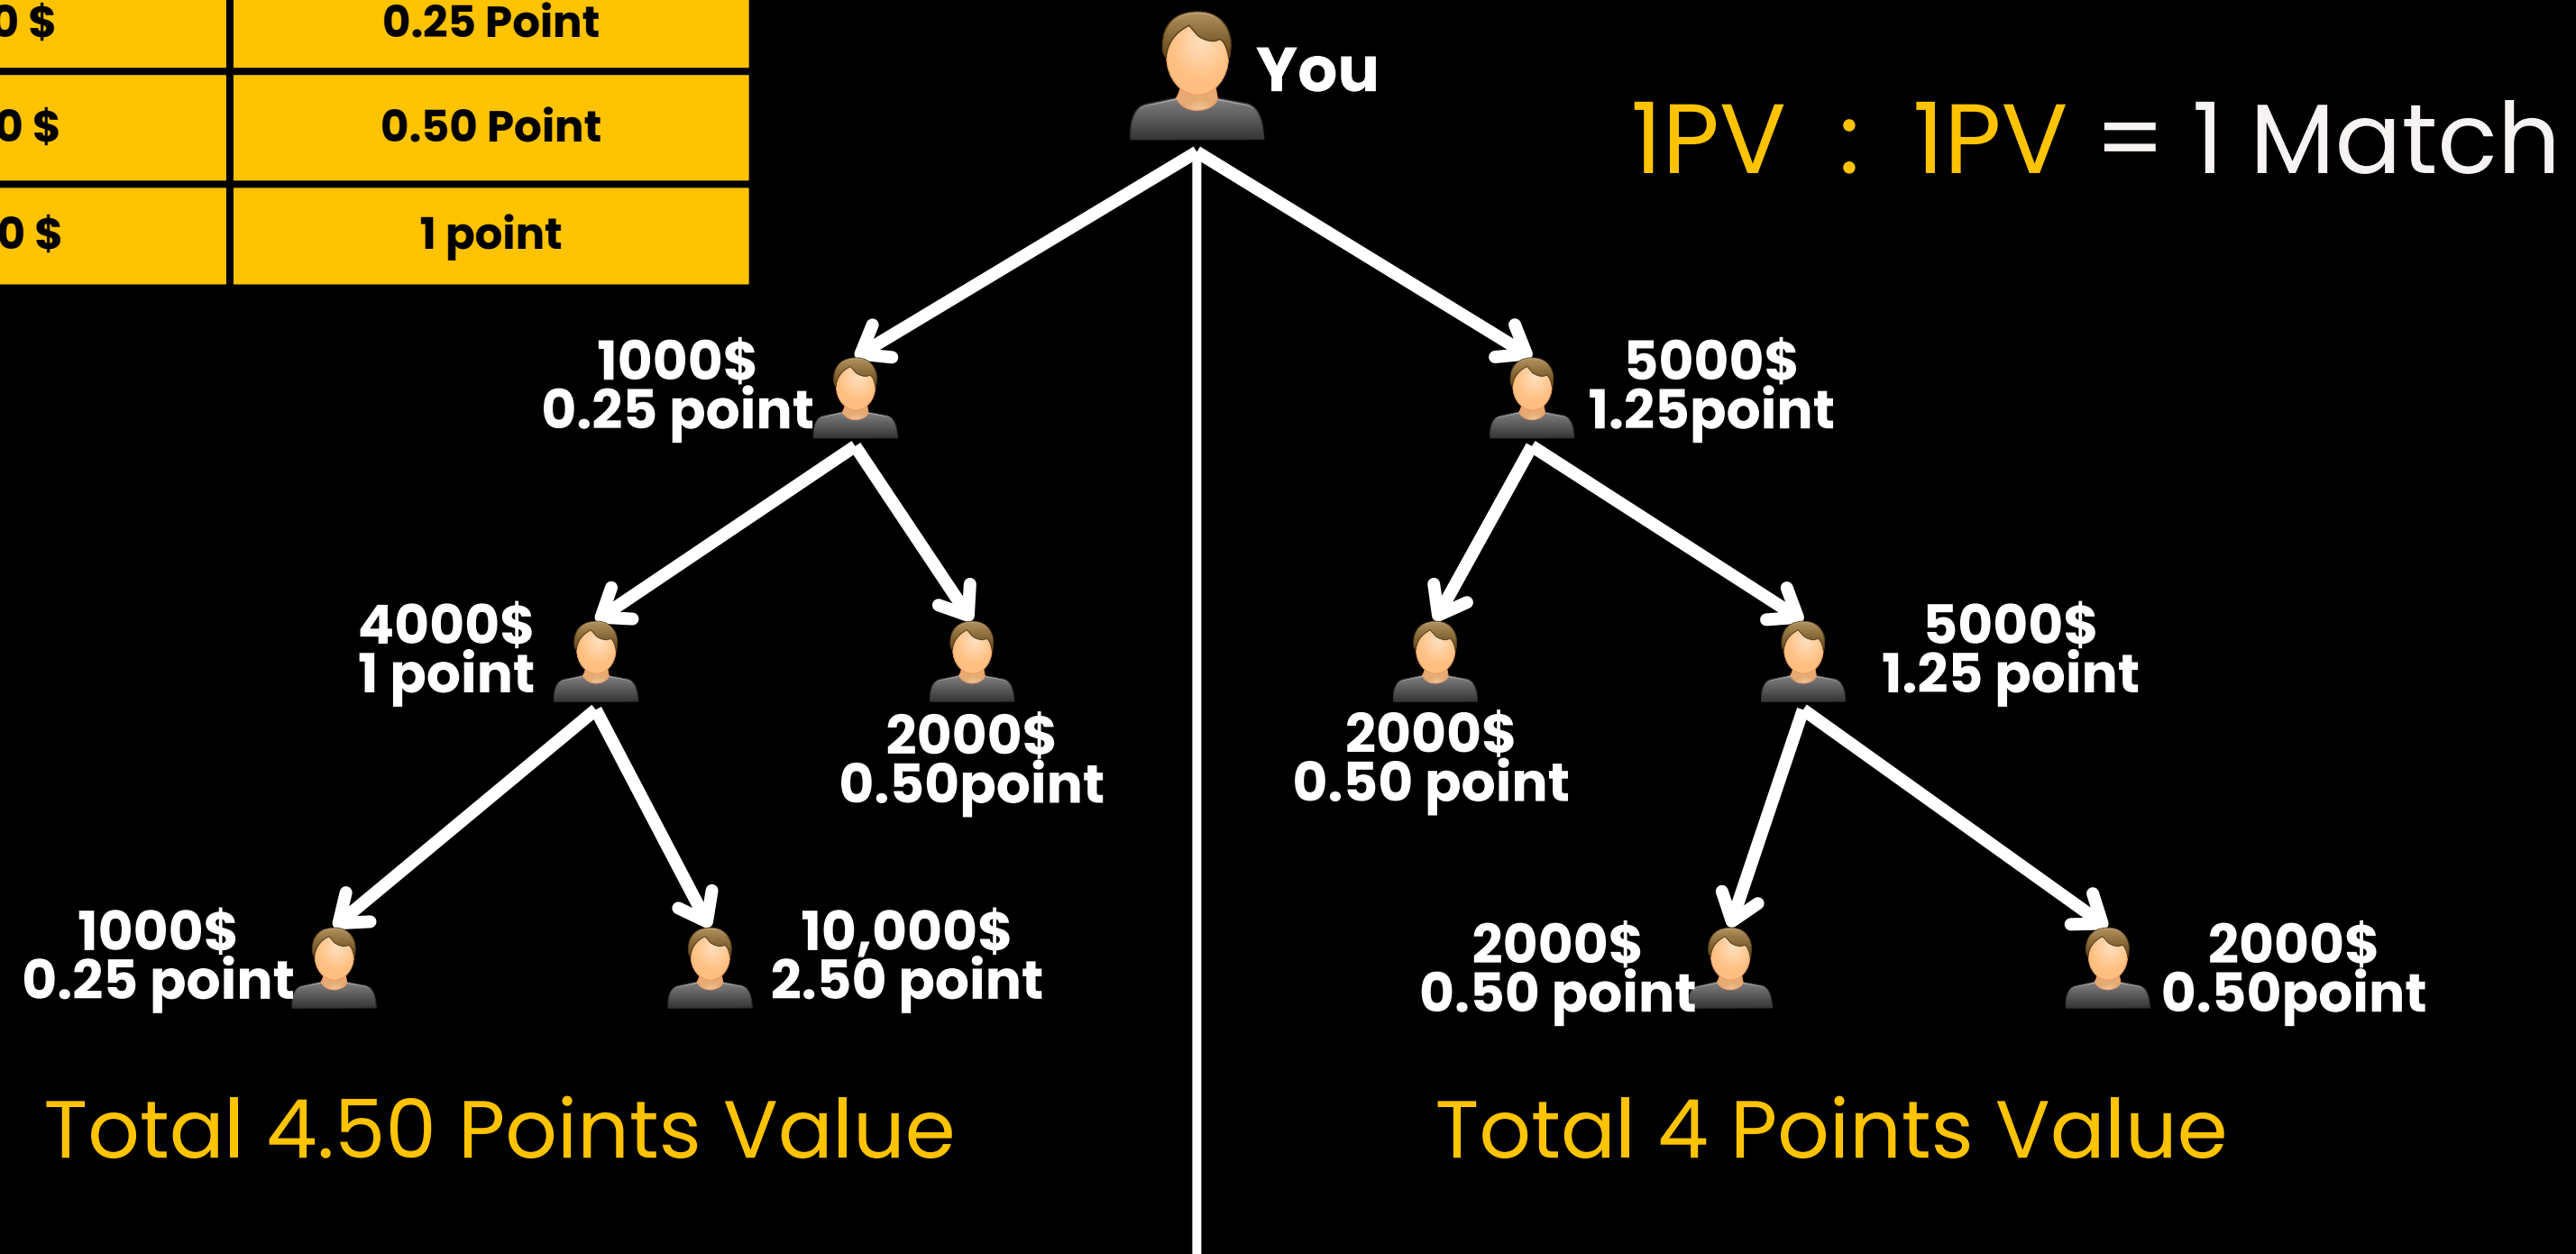 0 $ 0.25 Point
0 $ 0.50 Point
0 $ 1 point
You
1PV : 1PV = 1 Match
1000$
0.25 point
5000$
1.25point
4000$
1 point
2000$
0.50point
2000$
0.50 point
5000$
1.25 point
1000$
0.25 point
10,000$
2.50 point
2000$
0.50 point
2000$
0.50point
Total 4.50 Points Value
Total 4 Points Value